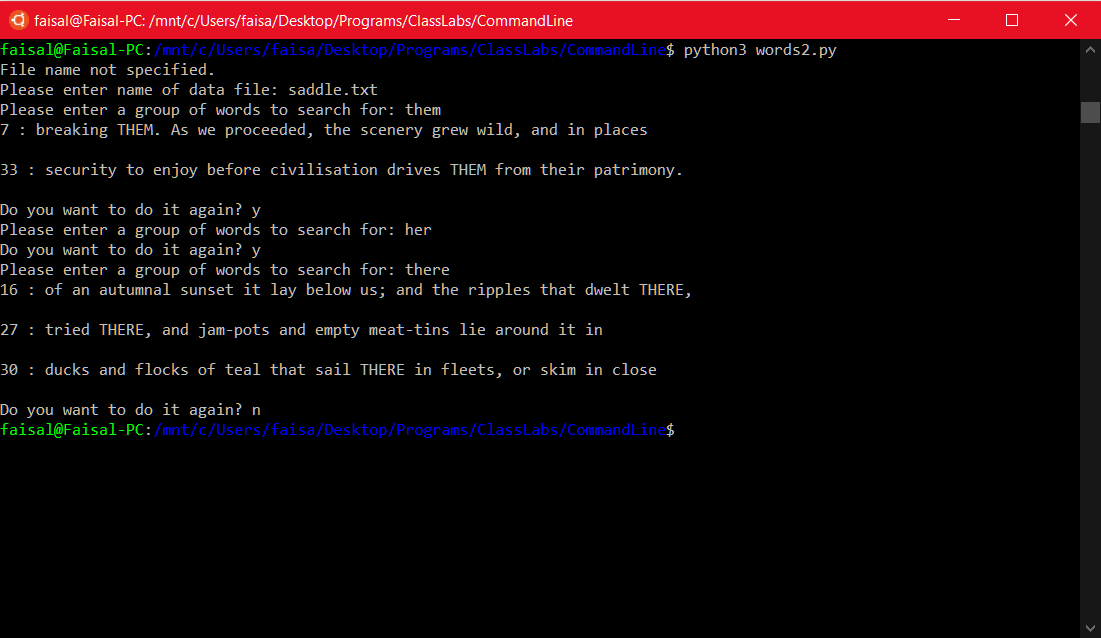 faisal@Faisal-PC: /mnt/c/Users/faisa/Desktop/Programs/ClassLabs/CommandLine
faisal@Faisal-PC:/mnt/c/Users/faisa/Desktop/Programs/ClassLabs/CommandLine$ python3 words2.py
File name not specified.
Please enter name of data file: saddle.txt
Please enter a group of words to search for: them
7 : breaking THEM. As we proceeded, the scenery grew wild, and in places
33 : security to enjoy before civilisation drives THEM from their patrimony.
Do you want to do it again? y
Please enter a group of words to search for: her
Do you want to do it again? y
Please enter a group of words to search for: there
16 : of an autumnal sunset it lay below us; and the ripples that dwelt THERE,
27 : tried THERE, and jam-pots and empty meat-tins lie around it in
30 : ducks and flocks of teal that sail THERE in fleets, or skim in close
Do you want to do it again? n
faisal@Faisal-PC:/mnt/c/Users/faisa/Desktop/Programs/ClassLabs/CommandLine$